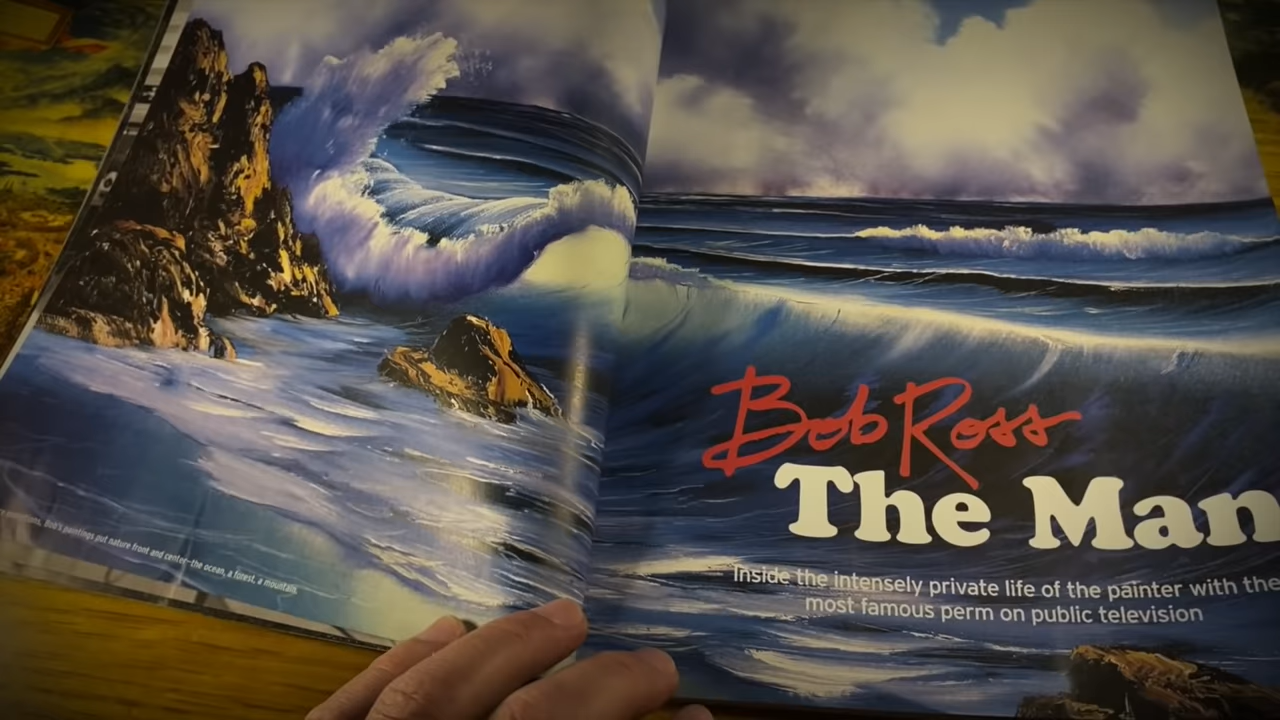 Bob's paintings put nature front and center–the ocean, a forest, a mountain.
Bob Ross
The Man
Inside the intensely private life of the painter with the
most famous perm on public television